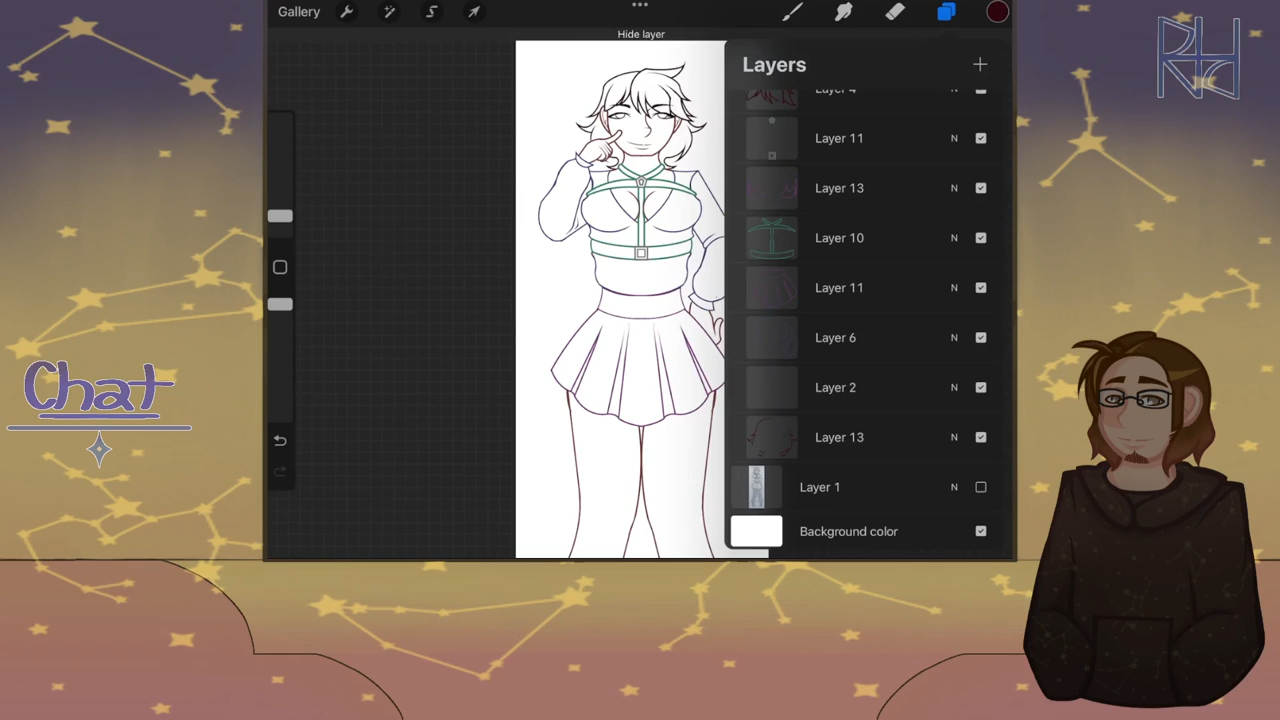 Gallery
Hide layer
Layers
Layer 4 N
Layer 11 N
Layer 13 N
Layer 10 N
Layer 11 N
Layer 6 N
Layer 2 N
Layer 13 N
Layer 1 N
Background color
Chat